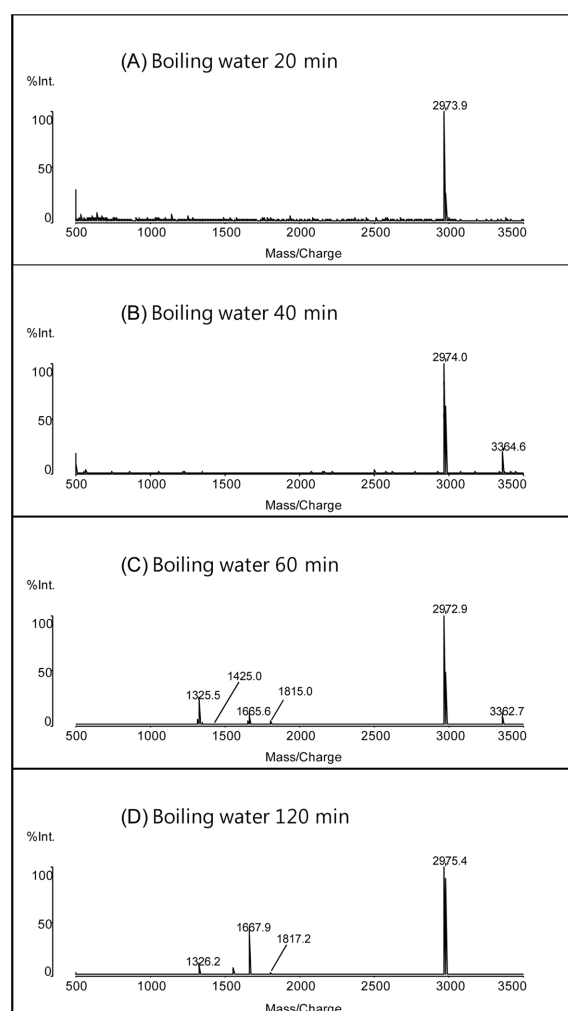 (A) Boiling water 20 min
%Int.
2973.9
100
50
0
500 1000 1500 2000 2500 3000 3500
Mass/Charge
(B) Boiling water 40 min
%Int.
2974.0
100
50
3364.6
0
500 1000 1500 2000 2500 3000 3500
Mass/Charge
(C) Boiling water 60 min
%Int.
2972.9
100
1425.0
50
1815.0
1325.5
1665.6
3362.7
0
500 1000 1500 2000 2500 3000 3500
Mass/Charge
(D) Boiling water 120 min
%Int.
2975.4
100
50
1667.9
1817.2
1326.2
0
500 1000 1500 2000 2500 3000 3500
Mass/Charge